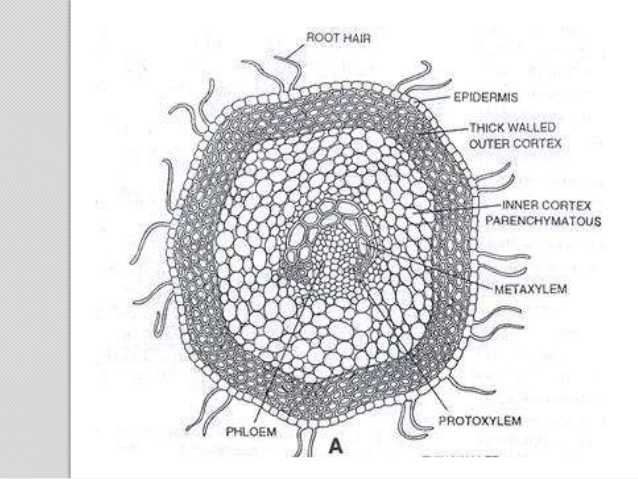 ROOT HAIR
EPIDERMIS
THICK WALLED
OUTER CORTEX
INNER CORTEX
PARENCHYMATOUS
METAXYLEM
PROTOXYLEM
PHLOEM
A